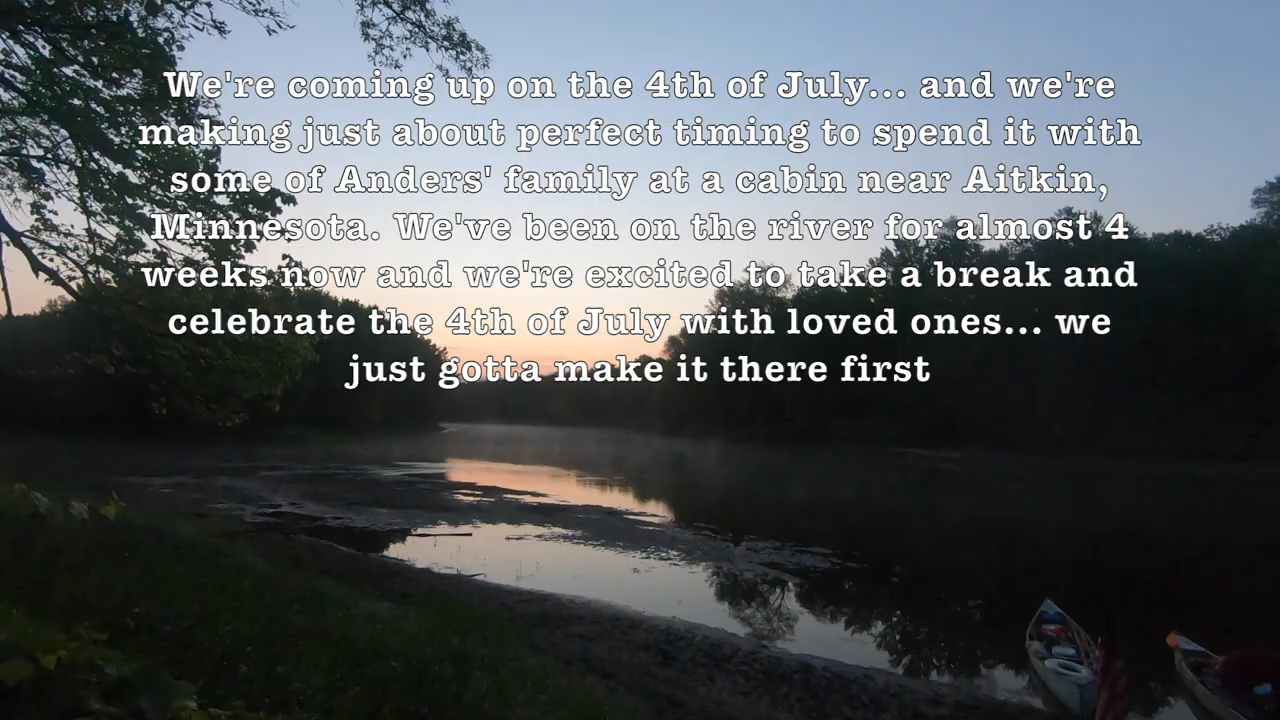 We're coming up on the 4th of July... and we're
making just about perfect timing to spend it with
some of Anders' family at a cabin near Aitkin,
Minnesota. We've been on the river for almost 4
weeks now and we're excited to take a break and
celebrate the 4th of July with loved ones... we
just gotta make it there first